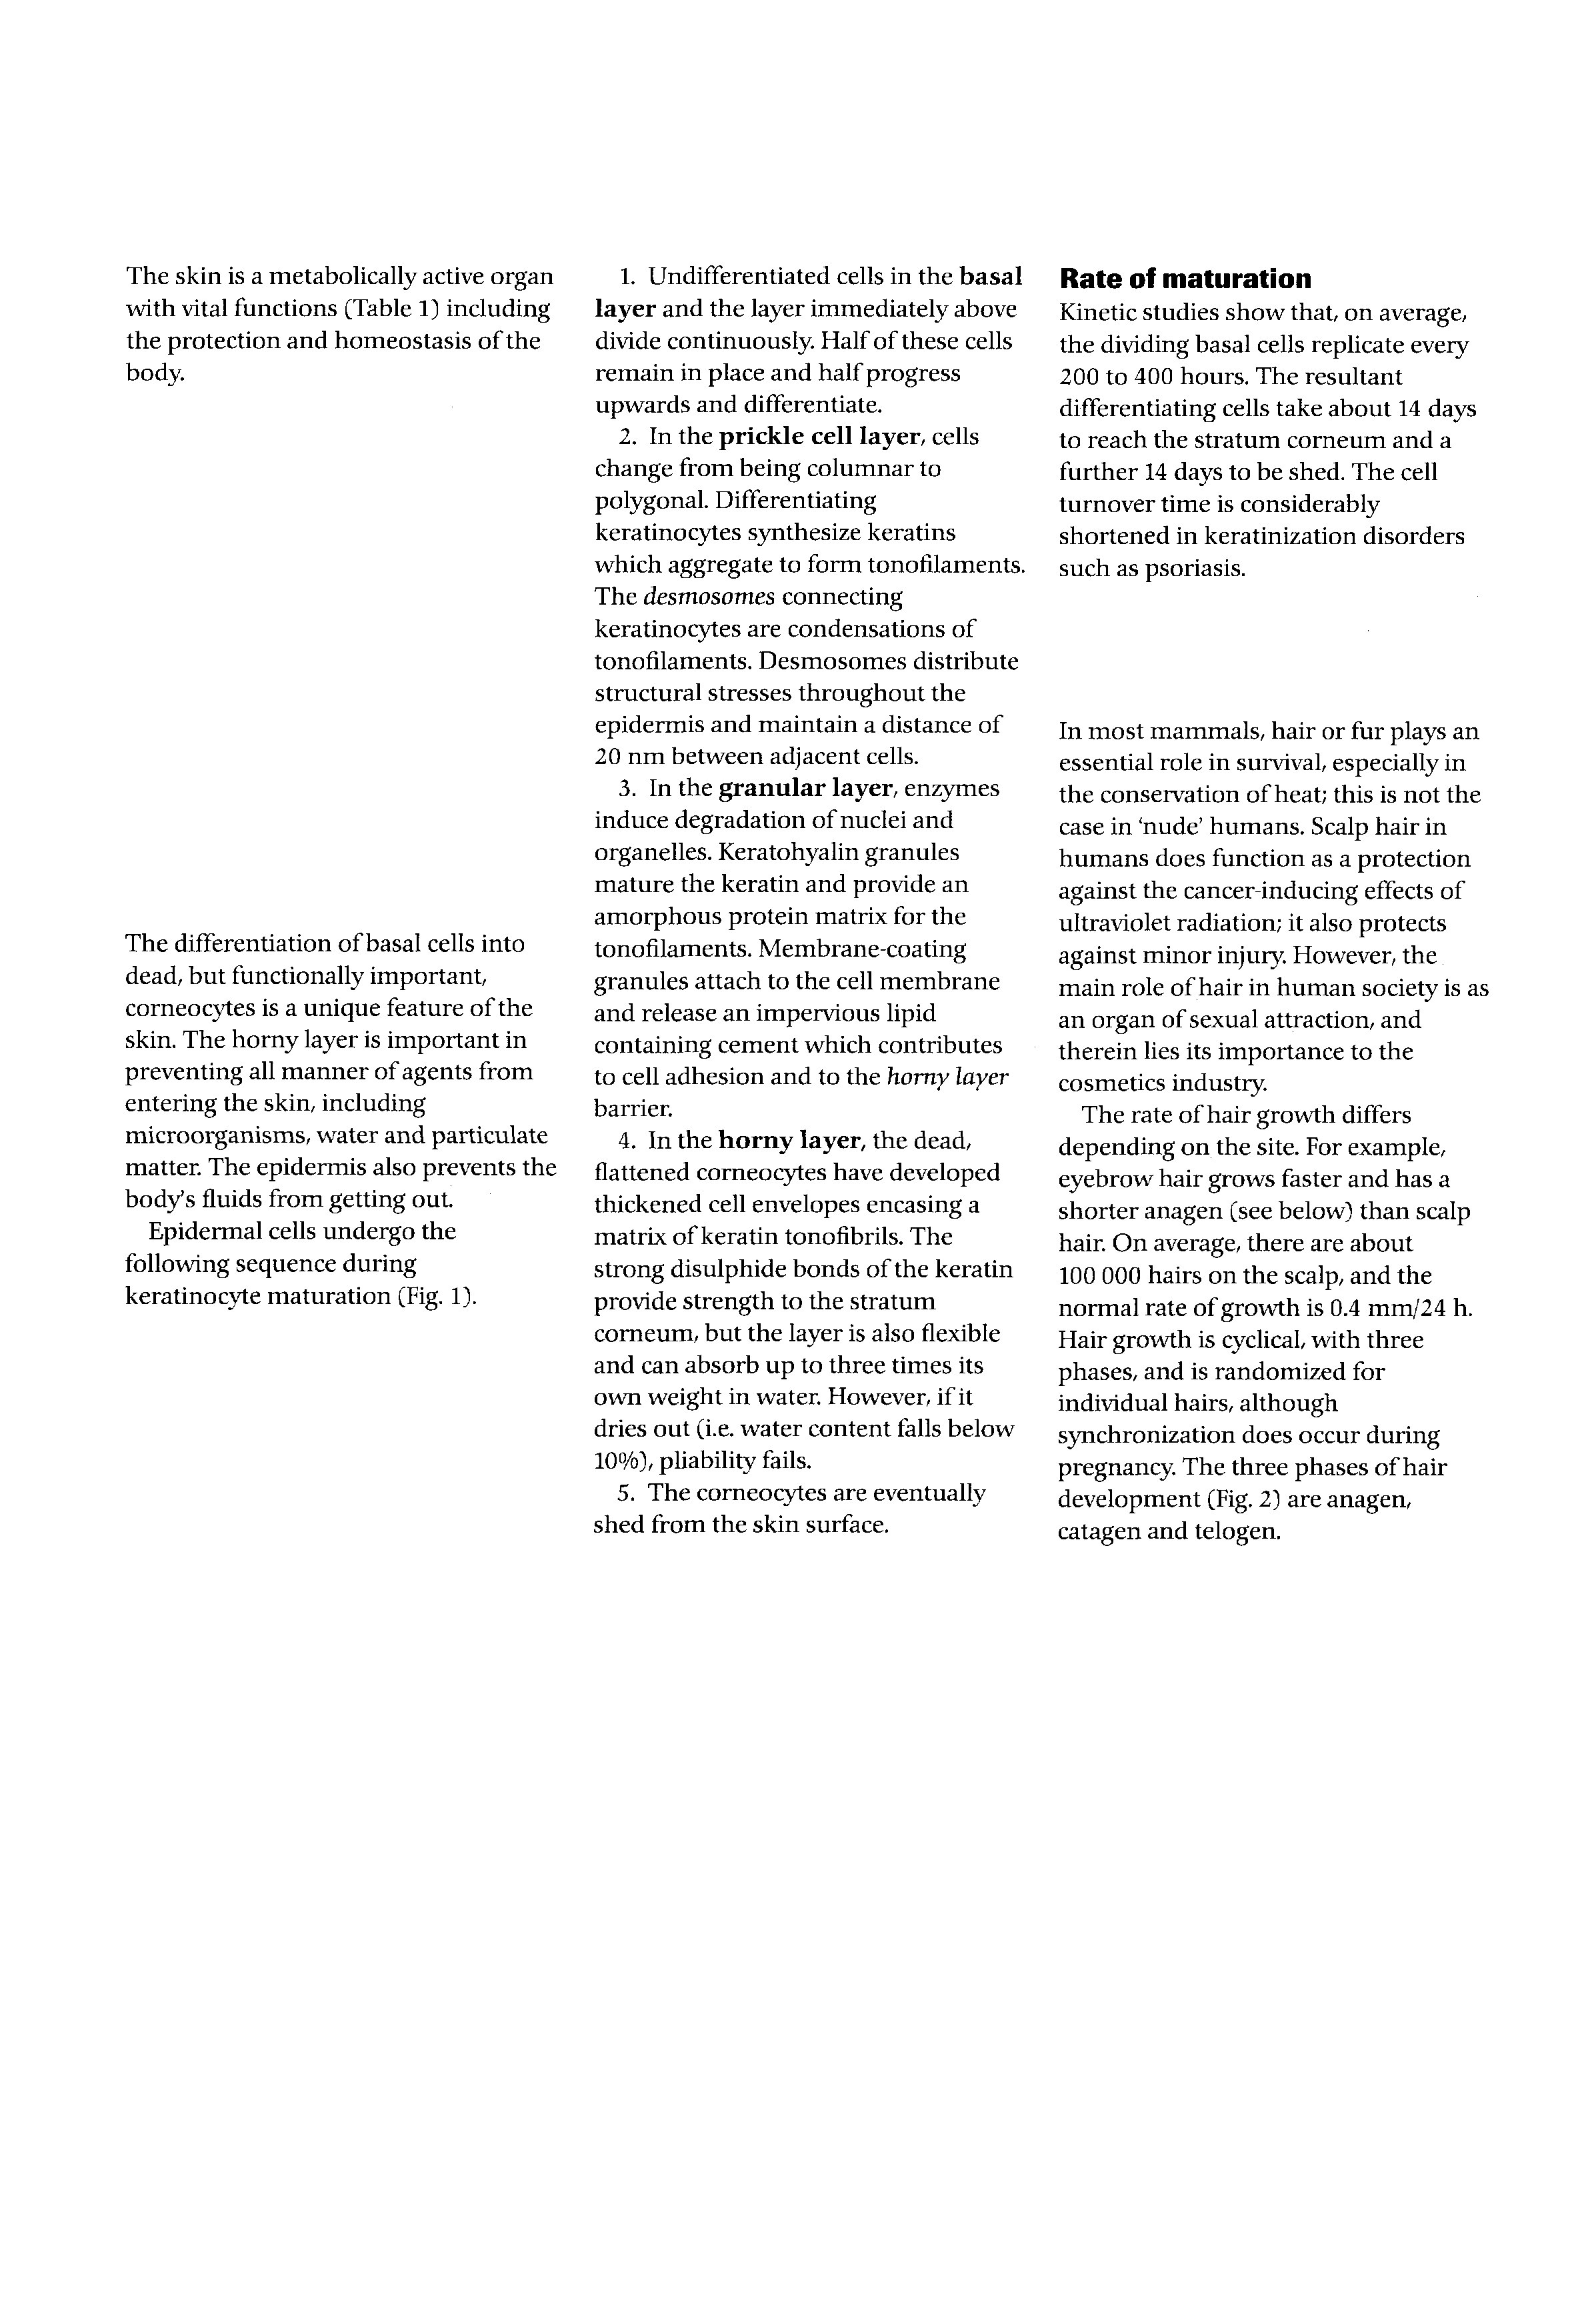 The skin is a metabolically active organ
with vital functions (Table 1) including
the protection and homeostasis of the
body.
The differentiation of basal cells into
dead, but functionally important,
corneocytes is a unique feature of the
skin. The horny layer is important in
preventing all manner of agents from
entering the skin, including
microorganisms, water and particulate
matter. The epidermis also prevents the
body's fluids from getting out.
Epidermal cells undergo the
following sequence during
keratinocyte maturation (Fig. 1).
1. Undifferentiated cells in the basal
layer and the layer immediately above
divide continuously. Half of these cells
remain in place and half progress
upwards and differentiate.
2. In the prickle cell layer, cells
change from being columnar to
polygonal. Differentiating
keratinocytes synthesize keratins
which aggregate to form tonofilaments.
The desmosomes connecting
keratinocytes are condensations of
tonofilaments. Desmosomes distribute
structural stresses throughout the
epidermis and maintain a distance of
20 nm between adjacent cells.
3. In the granular layer, enzymes
induce degradation of nuclei and
organelles. Keratohyalin granules
mature the keratin and provide an
amorphous protein matrix for the
tonofilaments. Membrane-coating
granules attach to the cell membrane
and release an impervious lipid
containing cement which contributes
to cell adhesion and to the horny layer
barrier.
4. In the horny layer, the dead,
flattened corneocytes have developed
thickened cell envelopes encasing a
matrix of keratin tonofibrils. The
strong disulphide bonds of the keratin
provide strength to the stratum
corneum, but the layer is also flexible
and can absorb up to three times its
own weight in water. However, if it
dries out (i.e. water content falls below
10%), pliability fails.
5. The corneocytes are eventually
shed from the skin surface.
Rate of maturation
Kinetic studies show that, on average,
the dividing basal cells replicate every
200 to 400 hours. The resultant
differentiating cells take about 14 days
to reach the stratum corneum and a
further 14 days to be shed. The cell
turnover time is considerably
shortened in keratinization disorders
such as psoriasis.
In most mammals, hair or fur plays an
essential role in survival, especially in
the conservation of heat; this is not the
case in 'nude' humans. Scalp hair in
humans does function as a protection
against the cancer-inducing effects of
ultraviolet radiation; it also protects
against minor injury. However, the
main role of hair in human society is as
an organ of sexual attraction, and
therein lies its importance to the
cosmetics industry.
The rate of hair growth differs
depending on the site. For example,
eyebrow hair grows faster and has a
shorter anagen (see below) than scalp
hair. On average, there are about
100 000 hairs on the scalp, and the
normal rate of growth is 0.4 mm/24 h.
Hair growth is cyclical, with three
phases, and is randomized for
individual hairs, although
synchronization does occur during
pregnancy. The three phases of hair
development (Fig. 2) are anagen,
catagen and telogen.